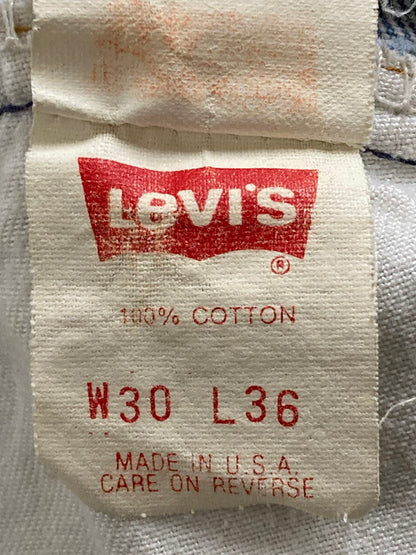 Levi's
®
100% COTTON
W30 L36
MADE IN U.S.A.
CARE ON REVERSE